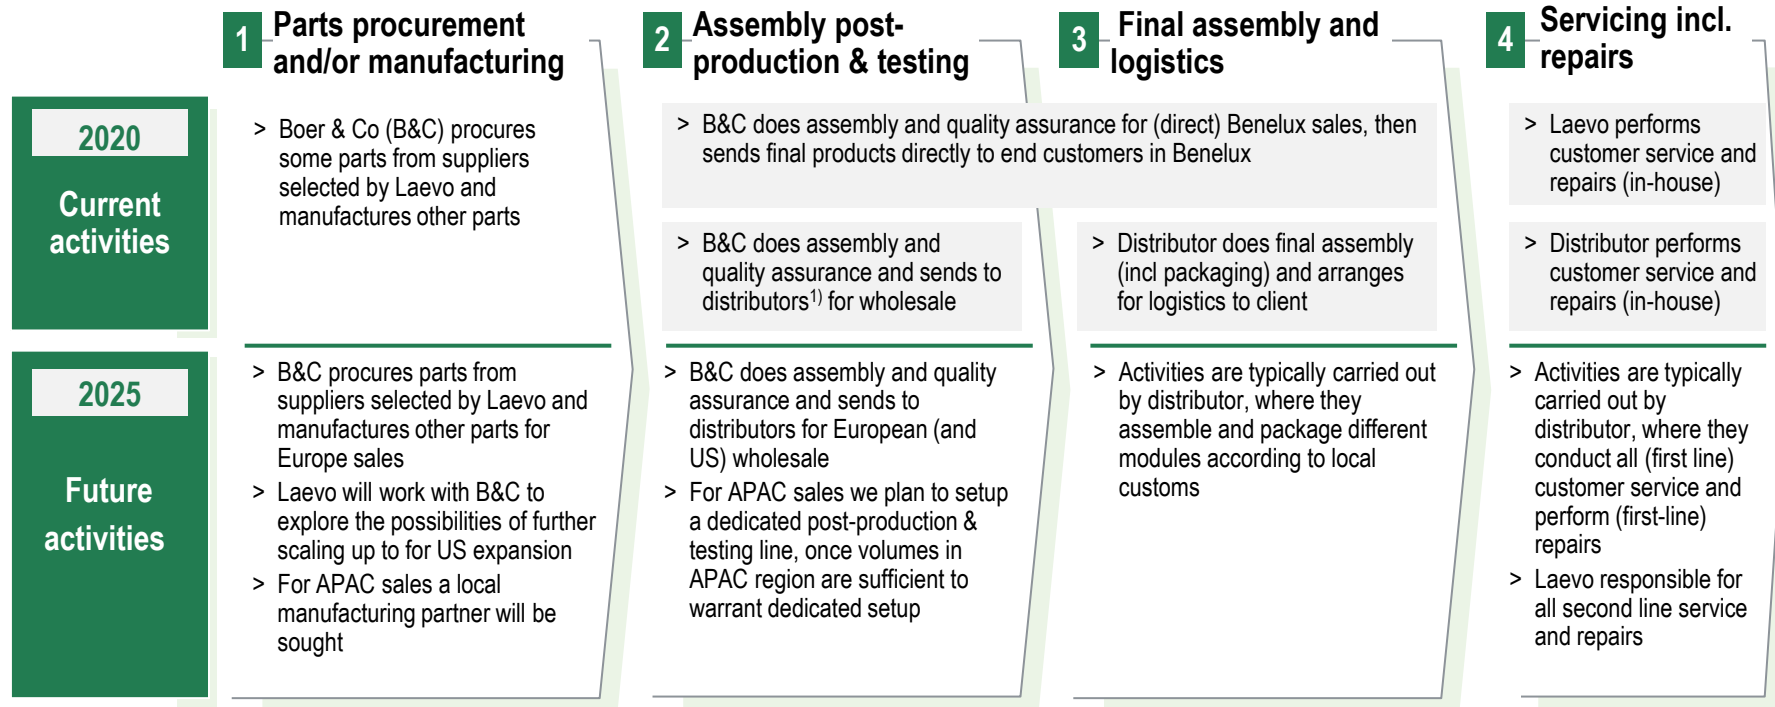 1
Parts procurement
and/or manufacturing
2
Assembly post-
production & testing
3
Final assembly and
logistics
4
Servicing incl.
repairs
2020
Current
activities
> Boer & Co (B&C) procures
some parts from suppliers
selected by Laevo and
manufactures other parts
> B&C does assembly and quality assurance for (direct) Benelux sales, then
sends final products directly to end customers in Benelux
> Laevo performs
customer service and
repairs (in-house)
> B&C does assembly and
quality assurance and sends to
distributors1) for wholesale
> Distributor does final assembly
(incl packaging) and arranges
for logistics to client
> Distributor performs
customer service and
repairs (in-house)
2025
Future
activities
> B&C procures parts from
suppliers selected by Laevo and
manufactures other parts for
Europe sales
> Laevo will work with B&C to
explore the possibilities of further
scaling up to for US expansion
> For APAC sales a local
manufacturing partner will be
sought
> B&C does assembly and quality
assurance and sends to
distributors for European (and
US) wholesale
> For APAC sales we plan to setup
a dedicated post-production &
testing line, once volumes in
APAC region are sufficient to
warrant dedicated setup
> Activities are typically carried out
by distributor, where they
assemble and package different
modules according to local
customs
> Activities are typically
carried out by
distributor, where they
conduct all (first line)
customer service and
perform (first-line)
repairs
> Laevo responsible for
all second line service
and repairs